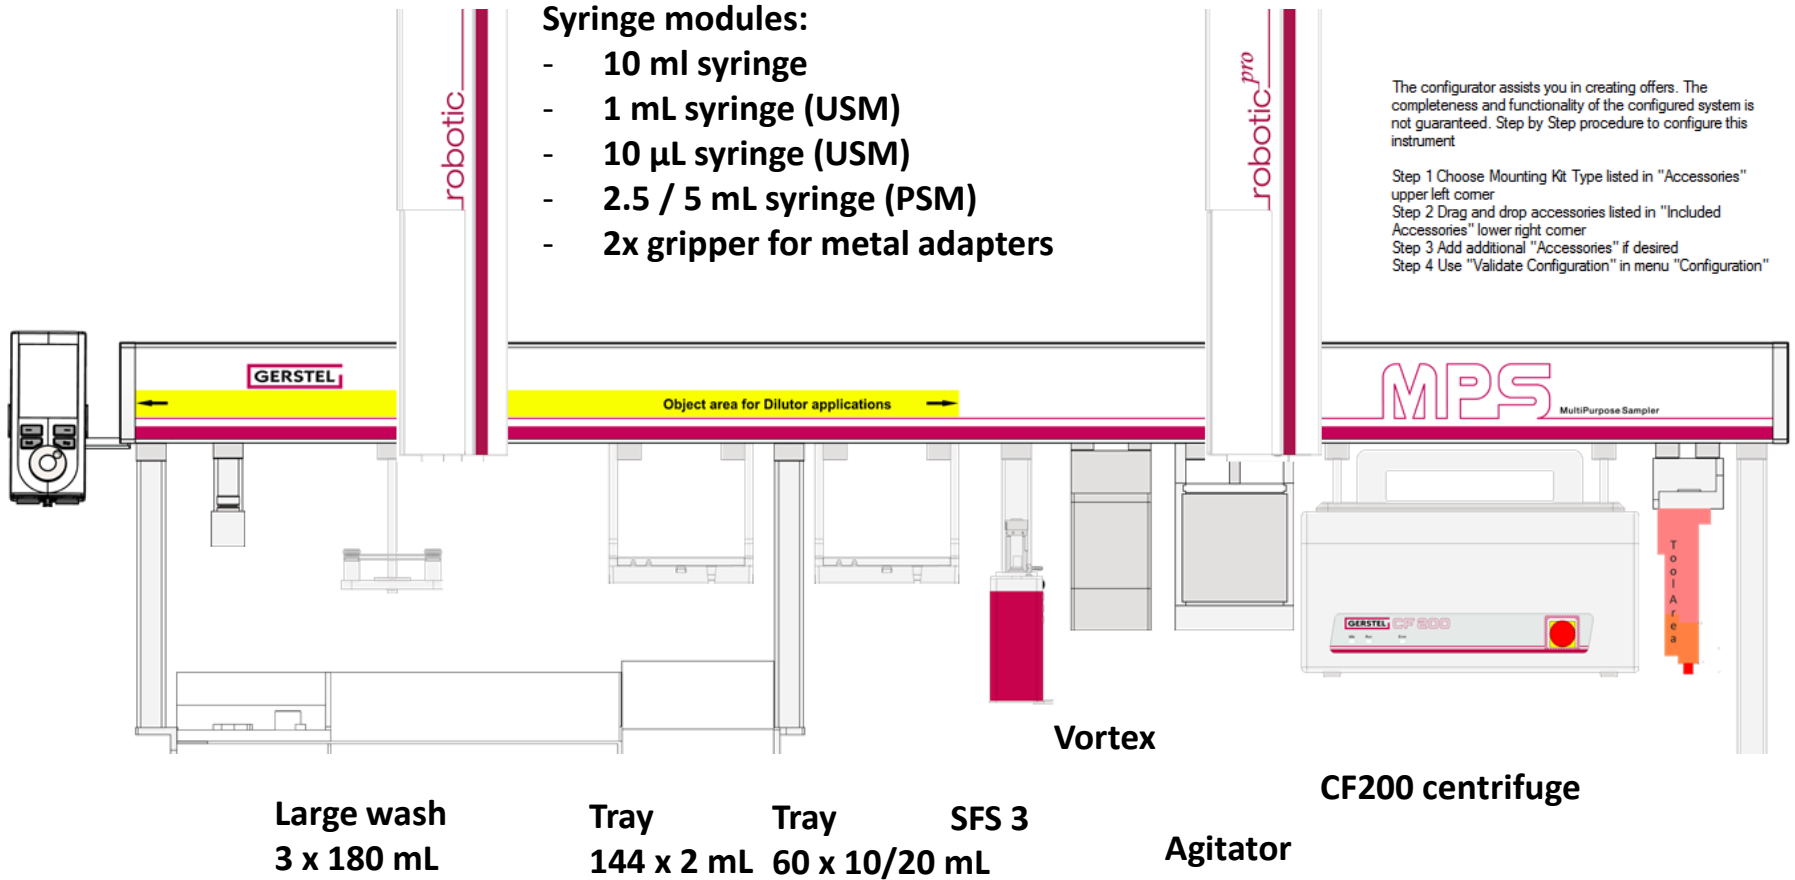 Syringe modules:
- 10 ml syringe
- 1 mL syringe (USM)
- 10 µL syringe (USM)
- 2.5 / 5 mL syringe (PSM)
- 2x gripper for metal adapters
robotic
robotic pro
The configurator assists you in creating offers. The
completeness and functionality of the configured system is
not guaranteed. Step by Step procedure to configure this
instrument
Step 1 Choose Mounting Kit Type listed in "Accessories"
upper left corner
Step 2 Drag and drop accessories listed in "Included
Accessories" lower right corner
Step 3 Add additional "Accessories" if desired
Step 4 Use "Validate Configuration" in menu "Configuration"
GERSTEL
Object area for Dilutor applications
MPS
MultiPurpose Sampler
GERSTEL CF 200
Tool Area
Vortex
CF200 centrifuge
Large wash
3 x 180 mL
Tray
144 x 2 mL
Tray
60 x 10/20 mL
SFS 3
Agitator